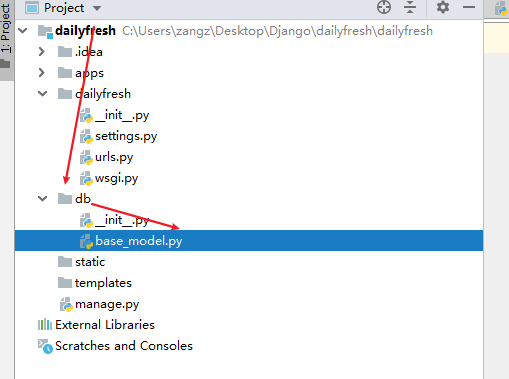 1: Project
Project
dailyfresh C:\Users\zangz\Desktop\Django\dailyfresh\dailyfresh
.idea
apps
dailyfresh
__init__.py
settings.py
urls.py
wsgi.py
db
__init__.py
base_model.py
static
templates
manage.py
External Libraries
Scratches and Consoles